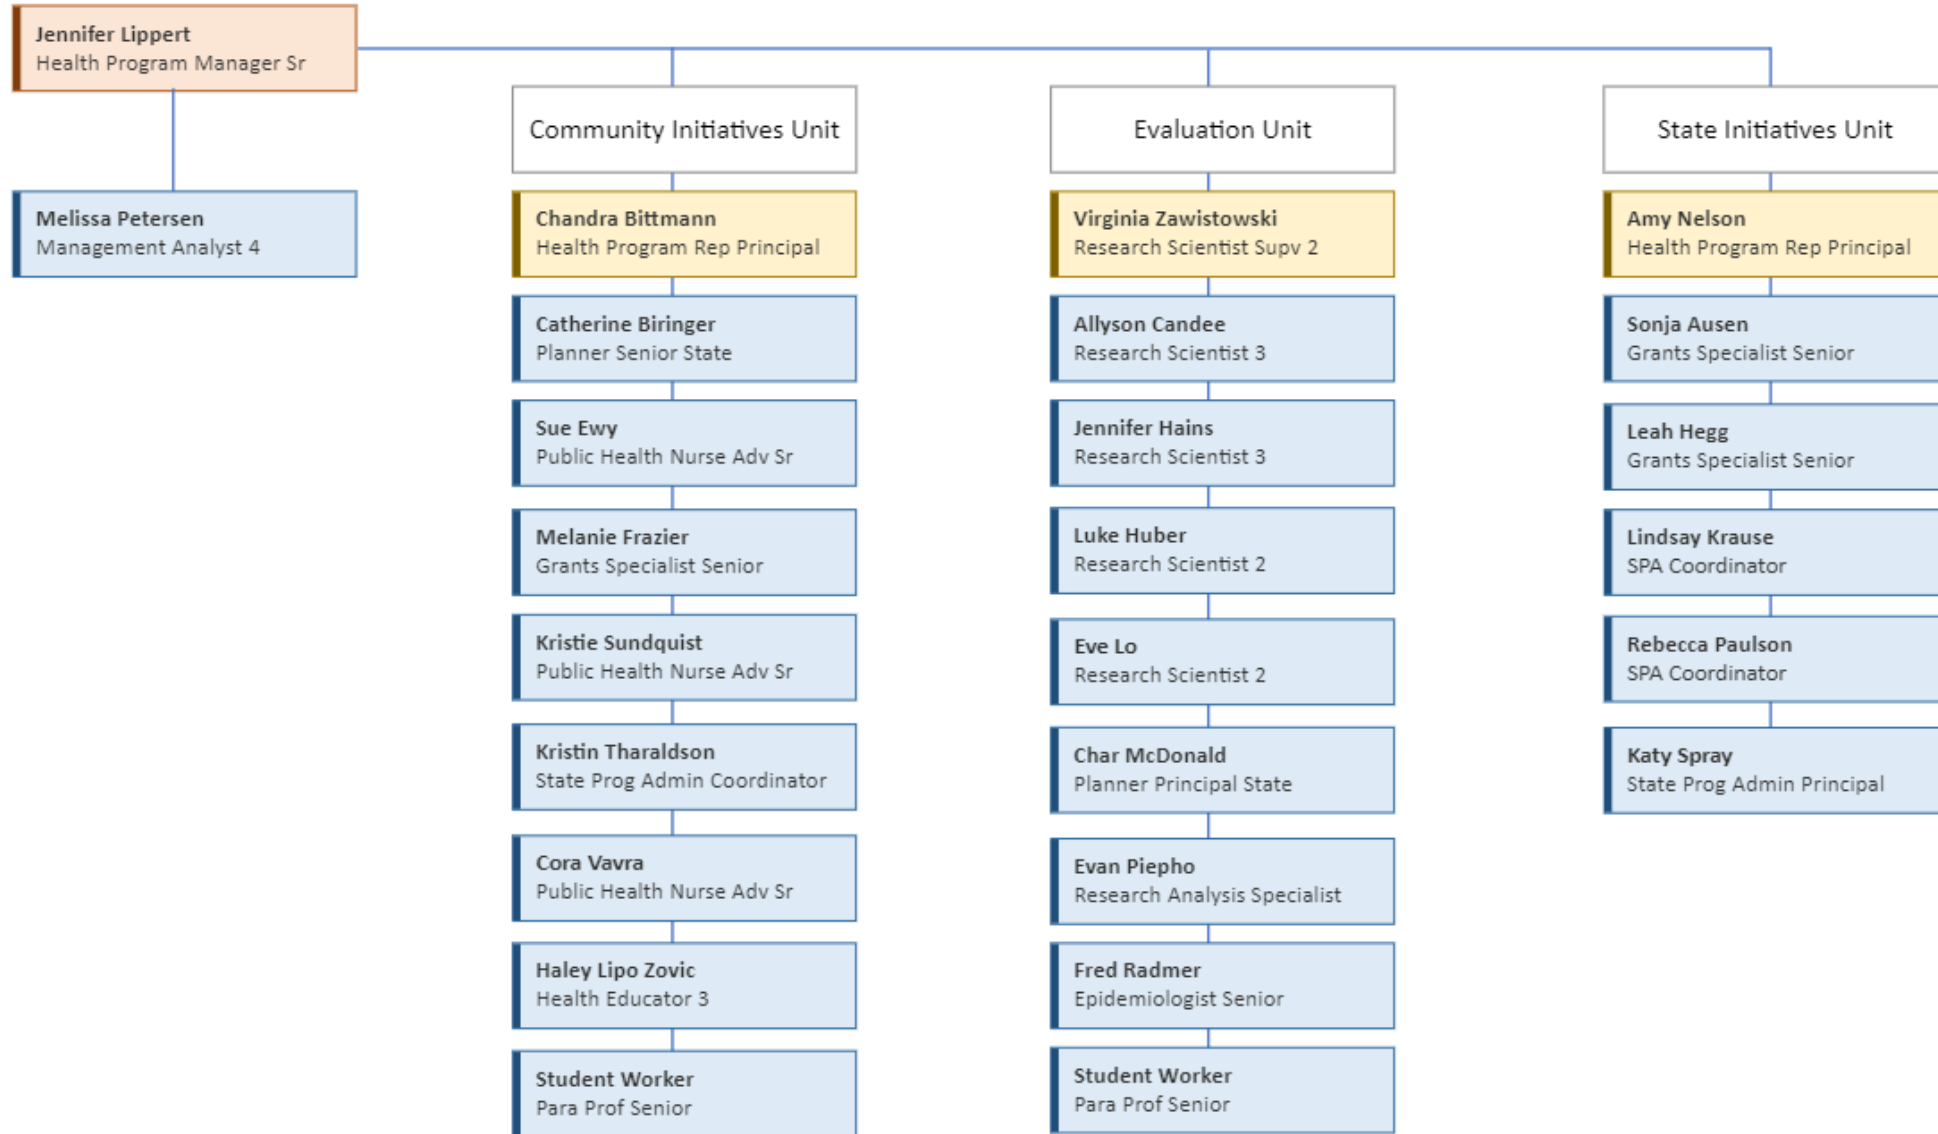 Jennifer Lippert
Health Program Manager Sr
Melissa Petersen
Management Analyst 4
Community Initiatives Unit
Chandra Bittmann
Health Program Rep Principal
Catherine Biringer
Planner Senior State
Sue Ewy
Public Health Nurse Adv Sr
Melanie Frazier
Grants Specialist Senior
Kristie Sundquist
Public Health Nurse Adv Sr
Kristin Tharaldson
State Prog Admin Coordinator
Cora Vavra
Public Health Nurse Adv Sr
Haley Lipo Zovic
Health Educator 3
Student Worker
Para Prof Senior
Evaluation Unit
Virginia Zawistowski
Research Scientist Supv 2
Allyson Candee
Research Scientist 3
Jennifer Hains
Research Scientist 3
Luke Huber
Research Scientist 2
Eve Lo
Research Scientist 2
Char McDonald
Planner Principal State
Evan Piepho
Research Analysis Specialist
Fred Radmer
Epidemiologist Senior
Student Worker
Para Prof Senior
State Initiatives Unit
Amy Nelson
Health Program Rep Principal
Sonja Ausen
Grants Specialist Senior
Leah Hegg
Grants Specialist Senior
Lindsay Krause
SPA Coordinator
Rebecca Paulson
SPA Coordinator
Katy Spray
State Prog Admin Principal